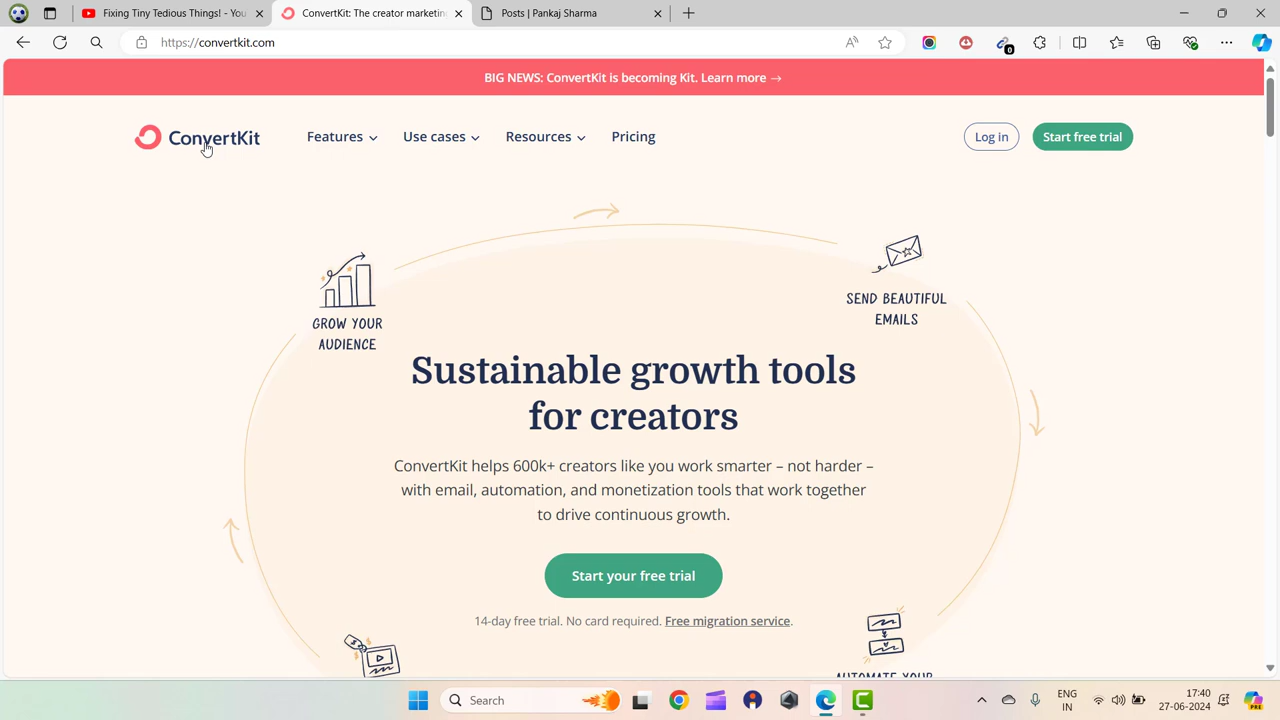 Fixing Tiny Tedious Things! - You
ConvertKit: The creator marketin
Posts | Pankaj Sharma
https://convertkit.com
0
BIG NEWS: ConvertKit is becoming Kit. Learn more →
ConvertKit
Features
Use cases
Resources
Pricing
Log in
Start free trial
GROW YOUR
AUDIENCE
SEND BEAUTIFUL
EMAILS
Sustainable growth tools
for creators
ConvertKit helps 600k+ creators like you work smarter – not harder –
with email, automation, and monetization tools that work together
to drive continuous growth.
Start your free trial
14-day free trial. No card required. Free migration service.
AUTOMATE YOUR
Search
ENG
IN
17:40
27-06-2024
PRE